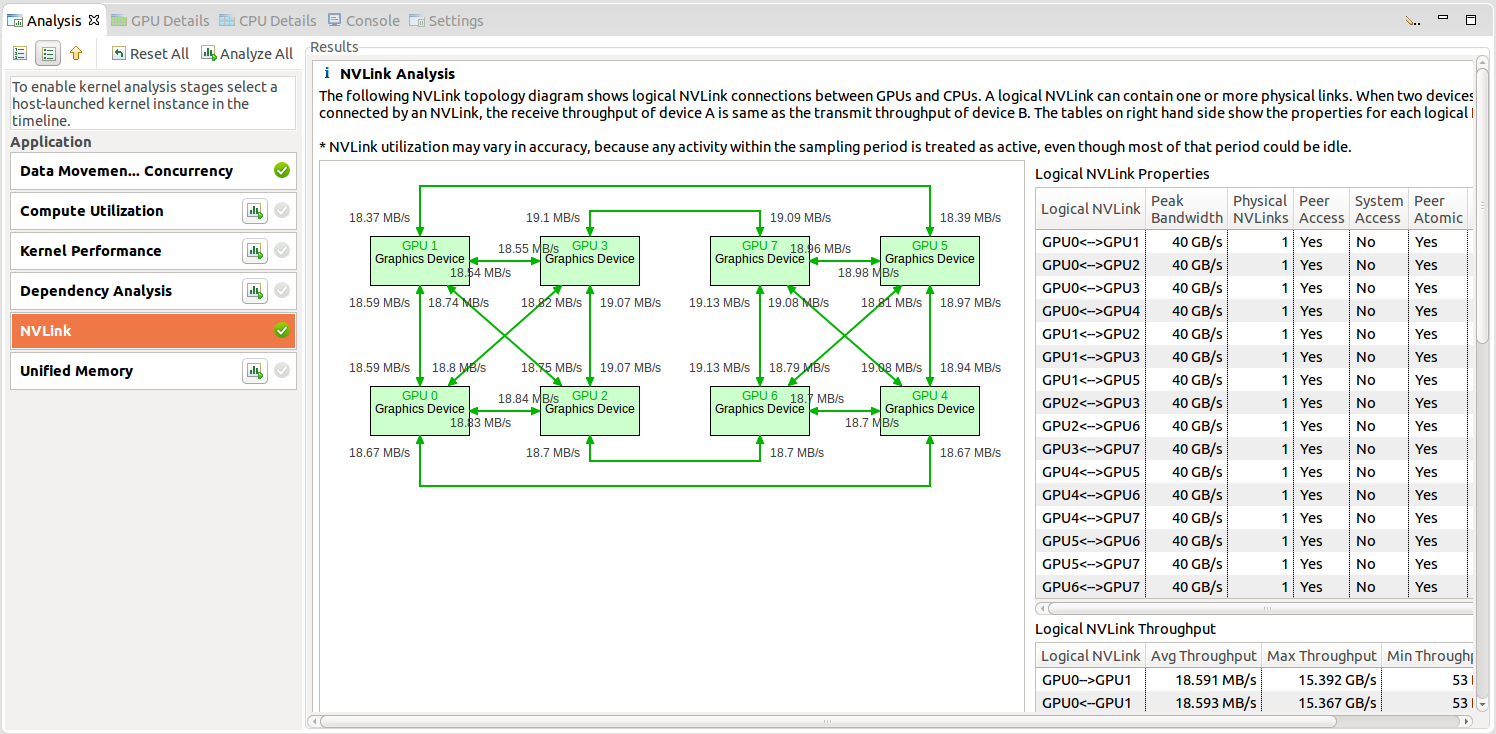 Analysis GPU Details CPU Details Console Settings
Reset All Analyze All
To enable kernel analysis stages select a
host-launched kernel instance in the
timeline.
Application
Data Movemen... Concurrency
Compute Utilization
Kernel Performance
Dependency Analysis
NVLink
Unified Memory
Results
i NVLink Analysis
The following NVLink topology diagram shows logical NVLink connections between GPUs and CPUs. A logical NVLink can contain one or more physical links. When two devices
connected by an NVLink, the receive throughput of device A is same as the transmit throughput of device B. The tables on right hand side show the properties for each logical
* NVLink utilization may vary in accuracy, because any activity within the sampling period is treated as active, even though most of that period could be idle.
18.37 MB/s 19.1 MB/s 19.09 MB/s 18.39 MB/s
GPU 1 GPU 3 GPU 7 GPU 5
18.55 MB/s 18.96 MB/s
Graphics Device Graphics Device Graphics Device Graphics Device
18.54 MB/s 18.98 MB/s
18.59 MB/s 18.74 MB/s 18.82 MB/s 19.07 MB/s 19.13 MB/s 19.08 MB/s 18.81 MB/s 18.97 MB/s
18.59 MB/s 18.8 MB/s 18.75 MB/s 19.07 MB/s 19.13 MB/s 18.79 MB/s 19.08 MB/s 18.94 MB/s
GPU 0 GPU 2 GPU 6 GPU 4
18.84 MB/s 18.7 MB/s
Graphics Device Graphics Device Graphics Device Graphics Device
18.83 MB/s 18.7 MB/s
18.67 MB/s 18.7 MB/s 18.7 MB/s 18.67 MB/s
Logical NVLink Properties
Logical NVLink Peak Bandwidth Physical NVLinks Peer Access System Access Peer Atomic
GPU0<-->GPU1 40 GB/s 1 Yes No Yes
GPU0<-->GPU2 40 GB/s 1 Yes No Yes
GPU0<-->GPU3 40 GB/s 1 Yes No Yes
GPU0<-->GPU4 40 GB/s 1 Yes No Yes
GPU1<-->GPU2 40 GB/s 1 Yes No Yes
GPU1<-->GPU3 40 GB/s 1 Yes No Yes
GPU1<-->GPU5 40 GB/s 1 Yes No Yes
GPU2<-->GPU3 40 GB/s 1 Yes No Yes
GPU2<-->GPU6 40 GB/s 1 Yes No Yes
GPU3<-->GPU7 40 GB/s 1 Yes No Yes
GPU4<-->GPU5 40 GB/s 1 Yes No Yes
GPU4<-->GPU6 40 GB/s 1 Yes No Yes
GPU4<-->GPU7 40 GB/s 1 Yes No Yes
GPU5<-->GPU6 40 GB/s 1 Yes No Yes
GPU5<-->GPU7 40 GB/s 1 Yes No Yes
GPU6<-->GPU7 40 GB/s 1 Yes No Yes
Logical NVLink Throughput
Logical NVLink Avg Throughput Max Throughput Min
GPU0-->GPU1 18.591 MB/s 15.392 GB/s 53
GPU0<--GPU1 18.593 MB/s 15.367 GB/s 53